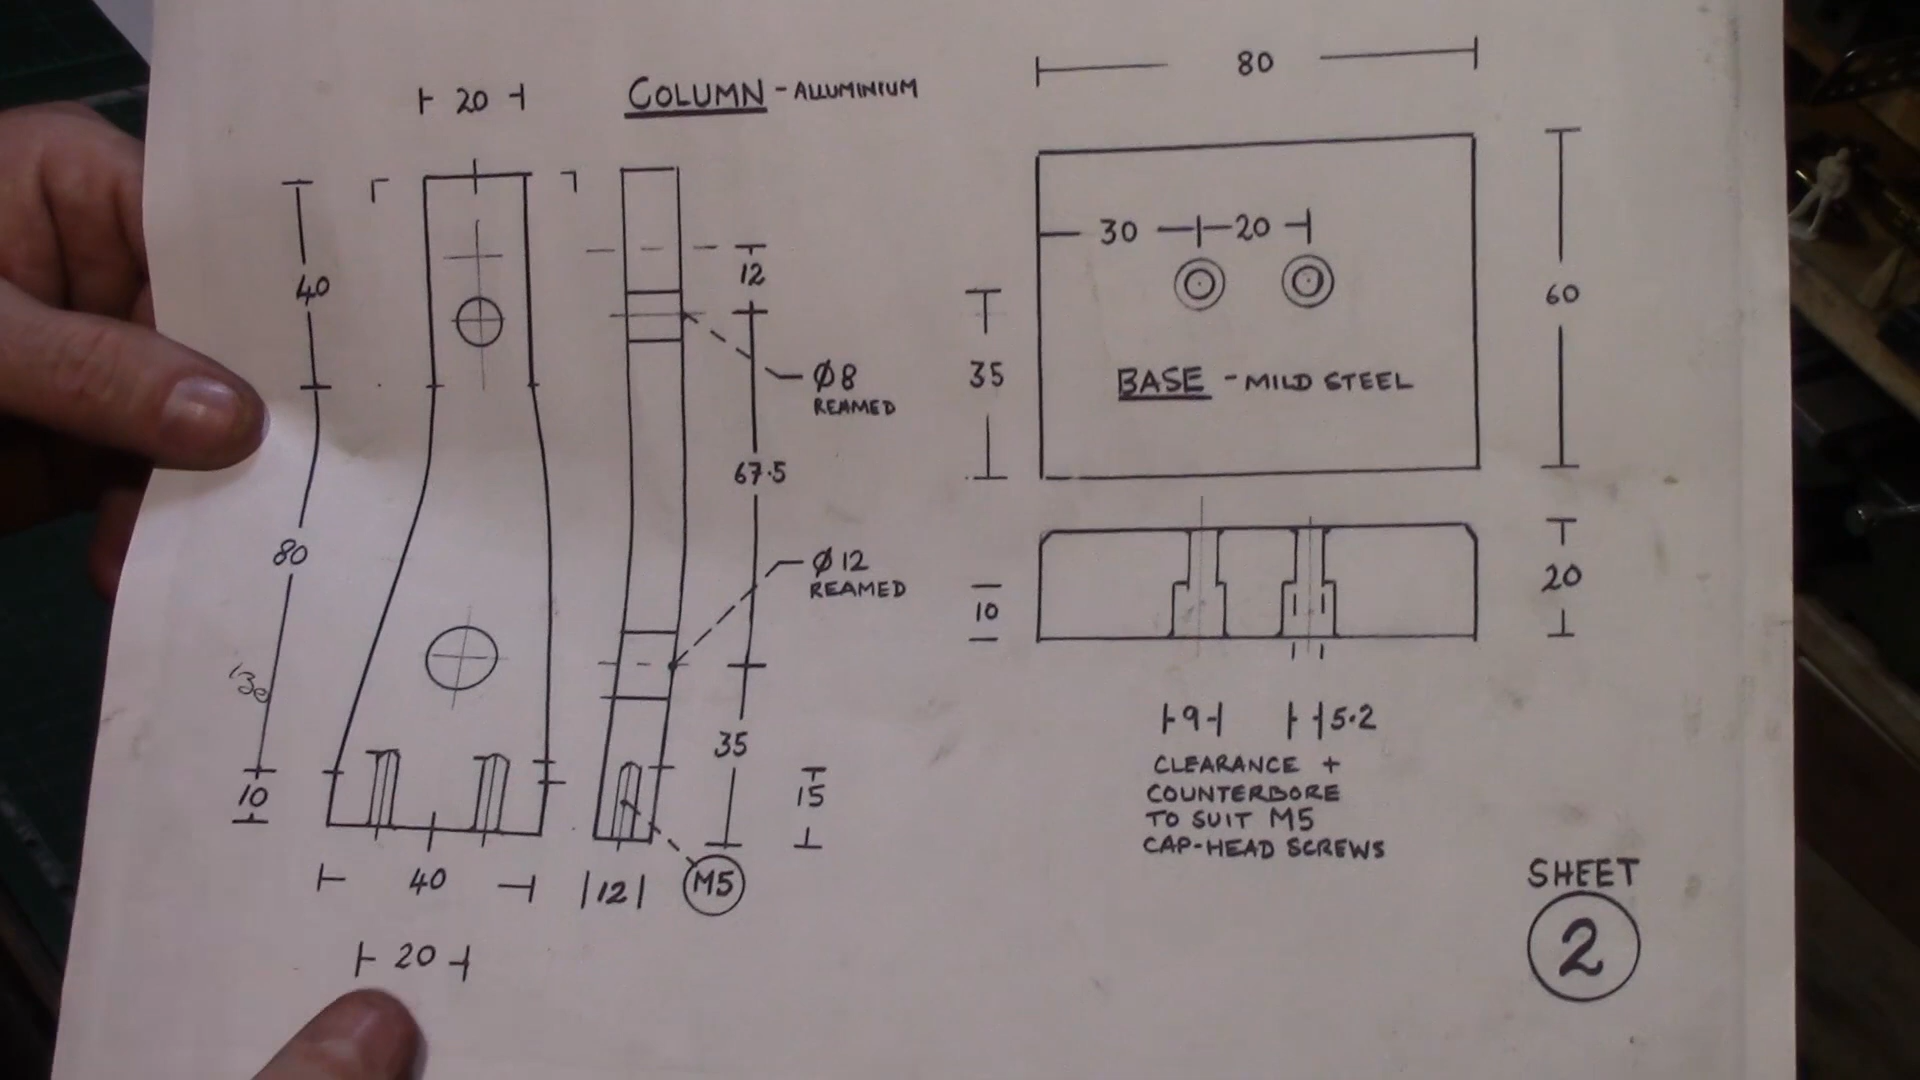 20
COLUMN - ALLUMINIUM
40
80
10
12
Ø8
REAMED
67.5
Ø12
REAMED
35
15
40
12
M5
20
80
30
20
60
35
BASE - MILD STEEL
10
20
9
5.2
CLEARANCE +
COUNTERBORE
TO SUIT M5
CAP-HEAD SCREWS
SHEET
2